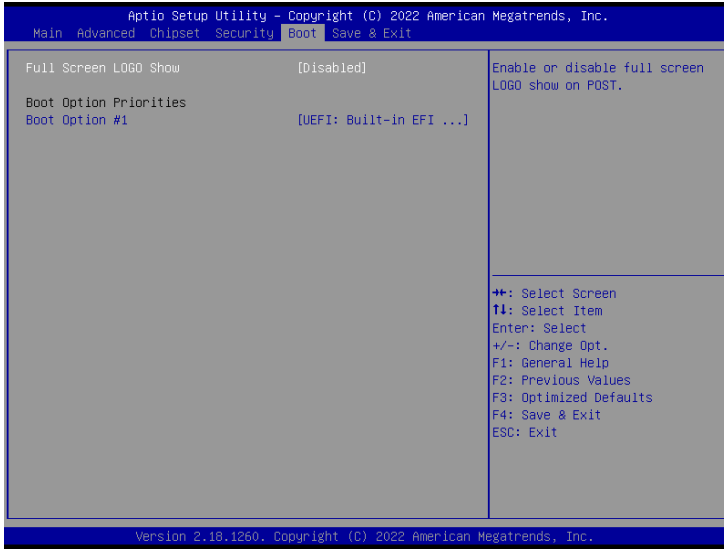 Aptio Setup Utility – Copyright (C) 2022 American Megatrends, Inc.
Main Advanced Chipset Security Boot Save & Exit
Full Screen LOGO Show [Disabled]
Boot Option Priorities
Boot Option #1 [UEFI: Built-in EFI ...]
Enable or disable full screen
LOGO show on POST.
→←: Select Screen
↑↓: Select Item
Enter: Select
+/-: Change Opt.
F1: General Help
F2: Previous Values
F3: Optimized Defaults
F4: Save & Exit
ESC: Exit
Version 2.18.1260. Copyright (C) 2022 American Megatrends, Inc.